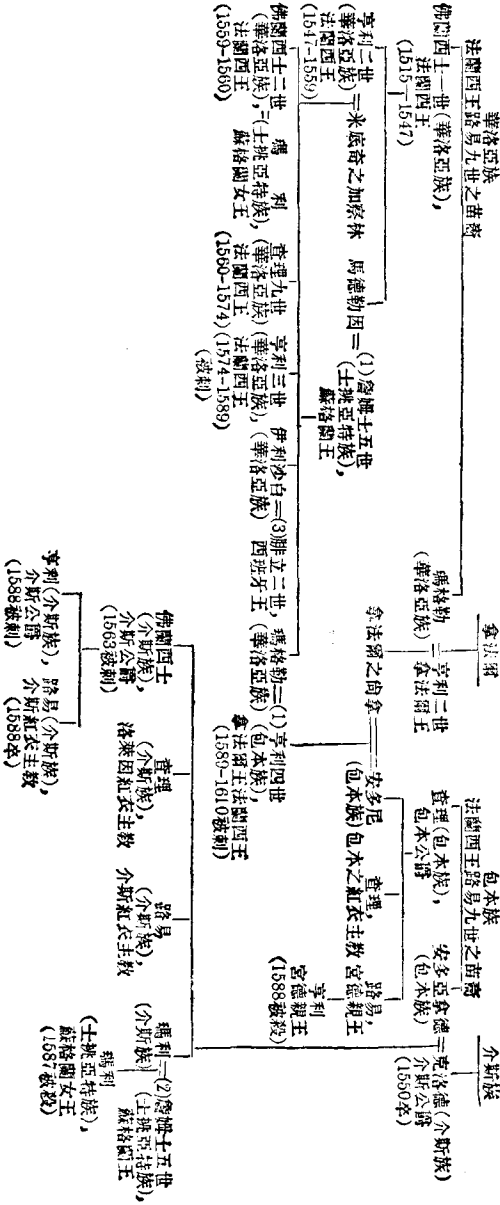 華洛亞族
法蘭西王路易九世之苗裔
佛蘭西士一世(華洛亞族),
法蘭西王
(1515—1547)
瑪格勒
(華洛亞族)
亨利二世
拿法爾王
拿法爾
包本族
法蘭西王路易九世之苗裔
查理(包本族),
包本公爵
安多亞拿德
(包本族)
介斯族
克洛德(介斯族)
介斯公爵
(1550卒)
亨利二世
(華洛亞族)
法蘭西王
(1547-1559)
米底奇之加瘵林
馬德勒因
(1)詹姆士五世
(士挑亞特族),
蘇格蘭王
拿法爾之尚拿
安多尼
(包本族)
查理,
包本之紅衣主教
路易,
宮德親王
亨利
宮德親王
(1588被殺)
佛蘭西士二世
(華洛亞族),
法蘭西王
(1559-1560)
瑪利
(士挑亞特族),
蘇格蘭女王
查理九世
(華洛亞族)
法蘭西王
(1560-1574)
亨利三世
(華洛亞族),
法蘭西王
(1574-1589)
(被刺)
伊利沙白
(華洛亞族)
(3)腓立二世,
西班牙王
瑪格勒
(華洛亞族)
(1)亨利四世
(包本族),
拿法爾王法蘭西王
(1589-1610被刺)
佛蘭西士
(介斯族),
介斯公爵
(1563被刺)
查理
(介斯族),
洛萊因紅衣主教
路易
(介斯族),
介斯紅衣主教
瑪利
(介斯族)
(2)詹姆士五世
(士挑亞特族),
蘇格蘭王
亨利(介斯族),
介斯公爵
(1588被刺)
路易(介斯族),
介斯紅衣主教
(1588卒)
瑪利
(士挑亞特族),
蘇格蘭女王
(1587被殺)